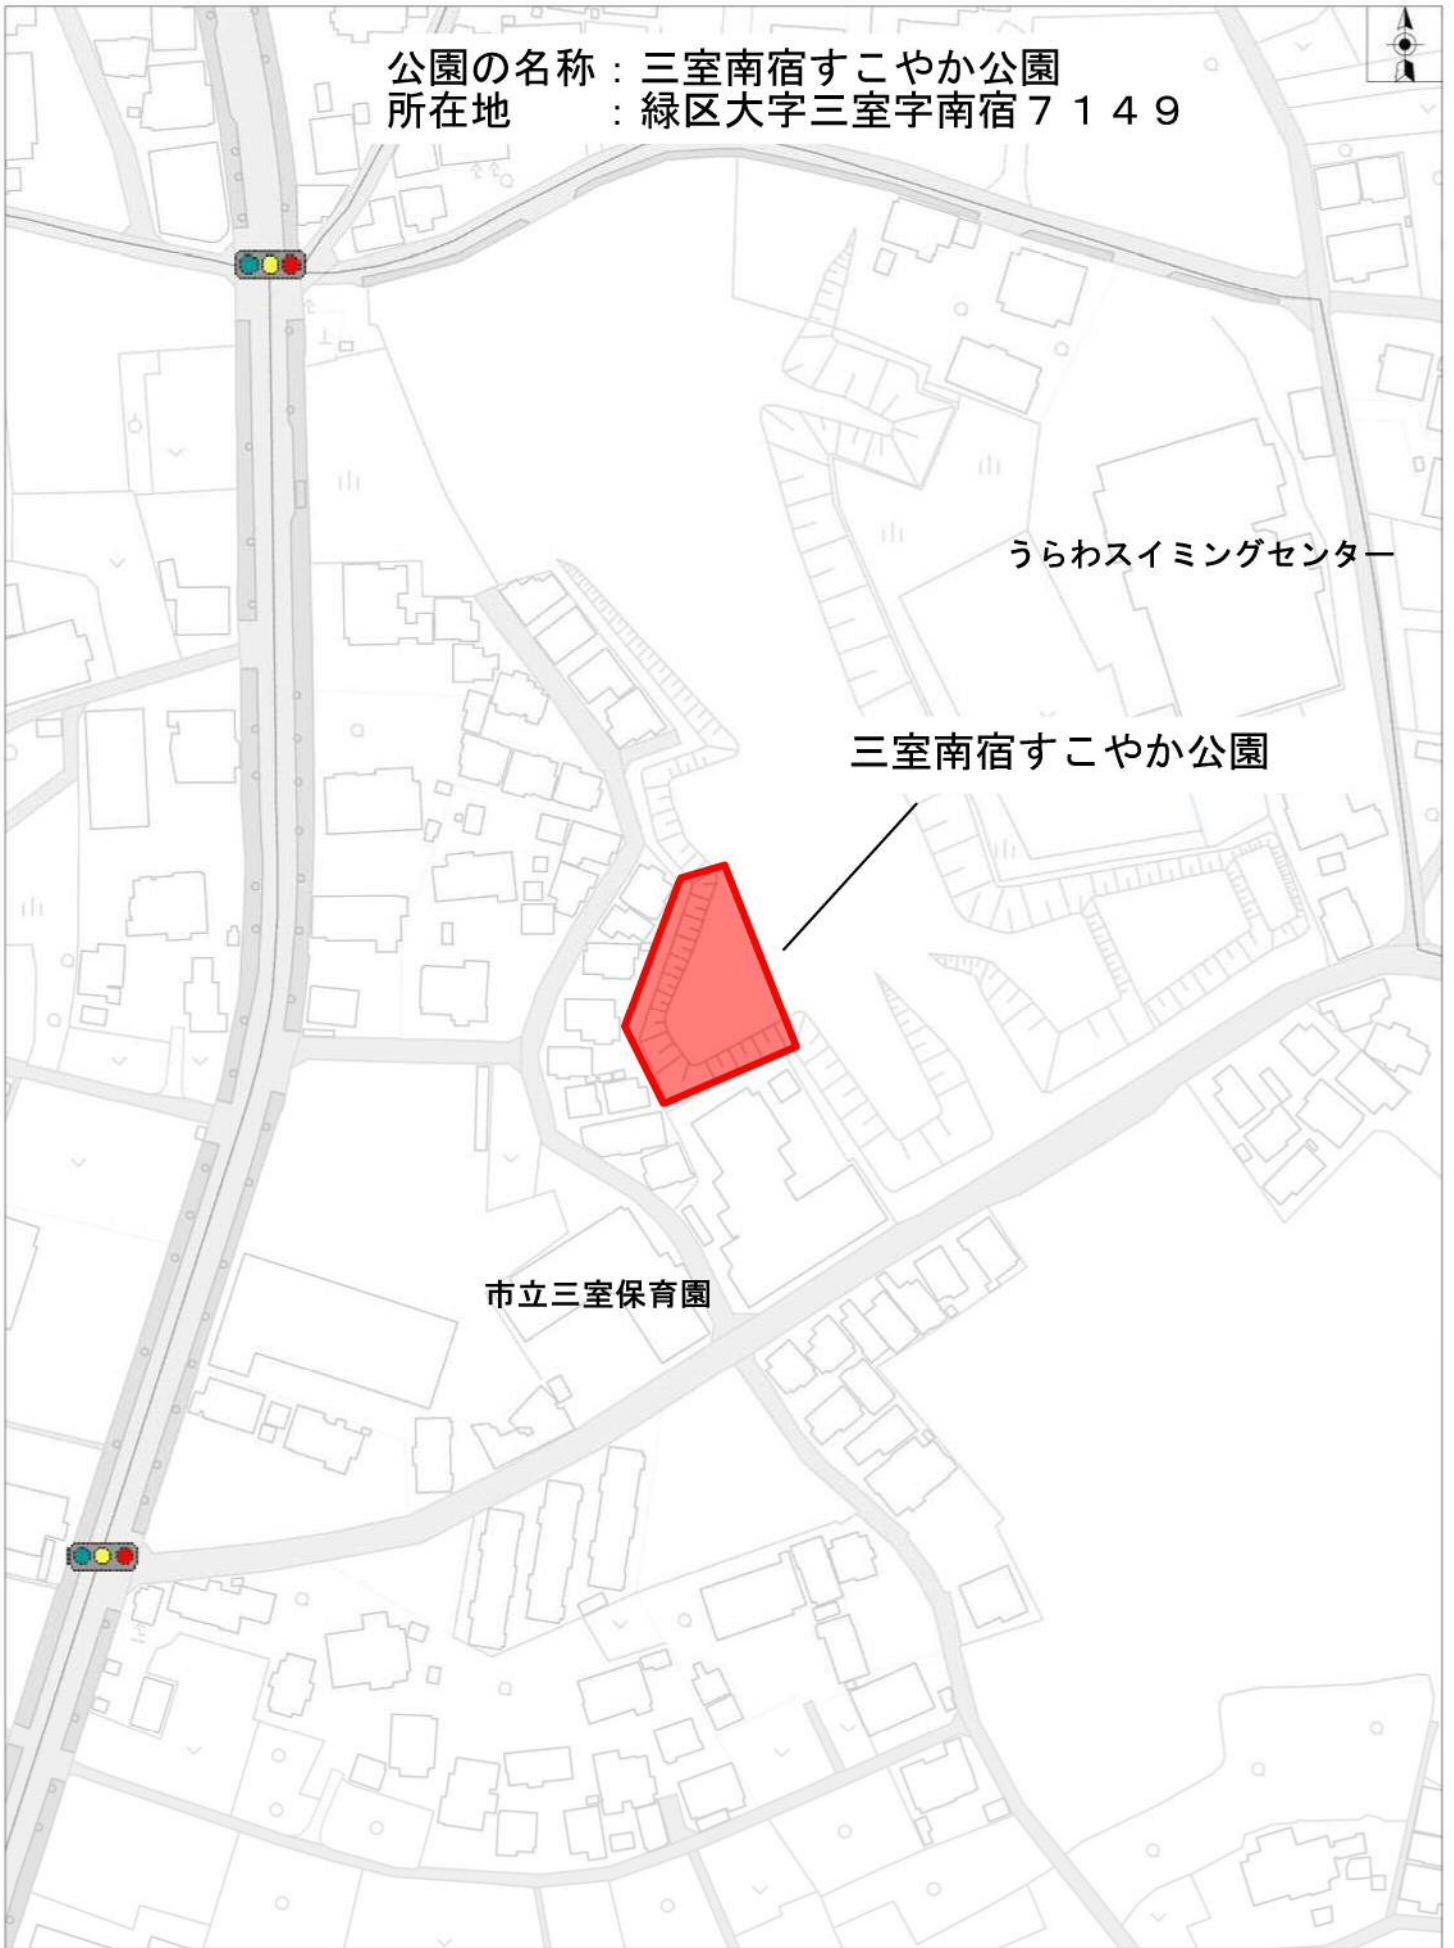 公園の名称：三室南宿すこやか公園
所在地　　：緑区大字三室字南宿７１４９
うらわスイミングセンター
三室南宿すこやか公園
市立三室保育園